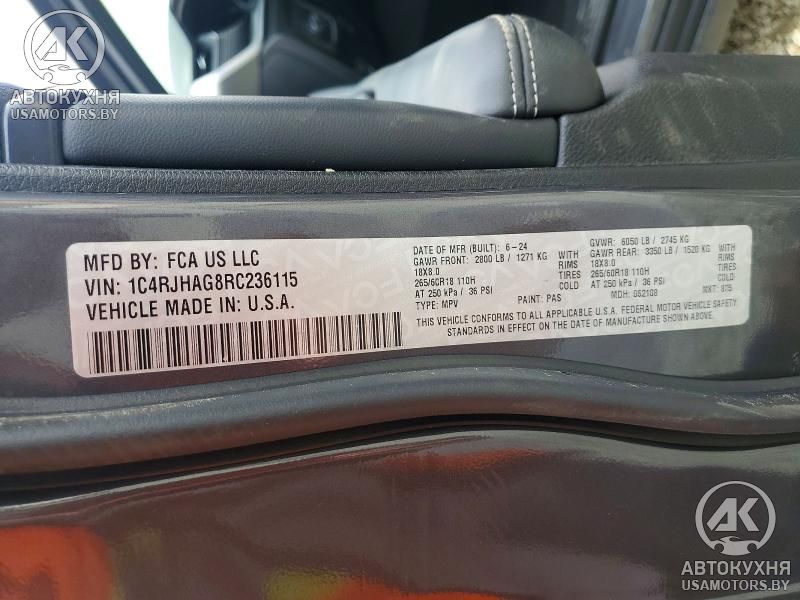 AK
АВТОКУХНЯ
USAMOTORS.BY
MFD BY: FCA US LLC
VIN: 1C4RJHAG8RC236115
VEHICLE MADE IN: U.S.A.
DATE OF MFR (BUILT): 6-24
GAWR FRONT: 2800 LB / 1271 KG WITH
18X8.0 RIMS
265/60R18 110H TIRES
AT 250 kPa / 36 PSI COLD
TYPE: MPV PAINT: PAS
GVWR: 6050 LB / 2745 KG
GAWR REAR: 3350 LB / 1520 KG WITH
18X8.0 RIMS
265/60R18 110H TIRES
AT 250 kPa / 36 PSI COLD
MDH: 062108 MKT: 875
THIS VEHICLE CONFORMS TO ALL APPLICABLE U.S.A. FEDERAL MOTOR VEHICLE SAFETY
STANDARDS IN EFFECT ON THE DATE OF MANUFACTURE SHOWN ABOVE.
AK
АВТОКУХНЯ
USAMOTORS.BY